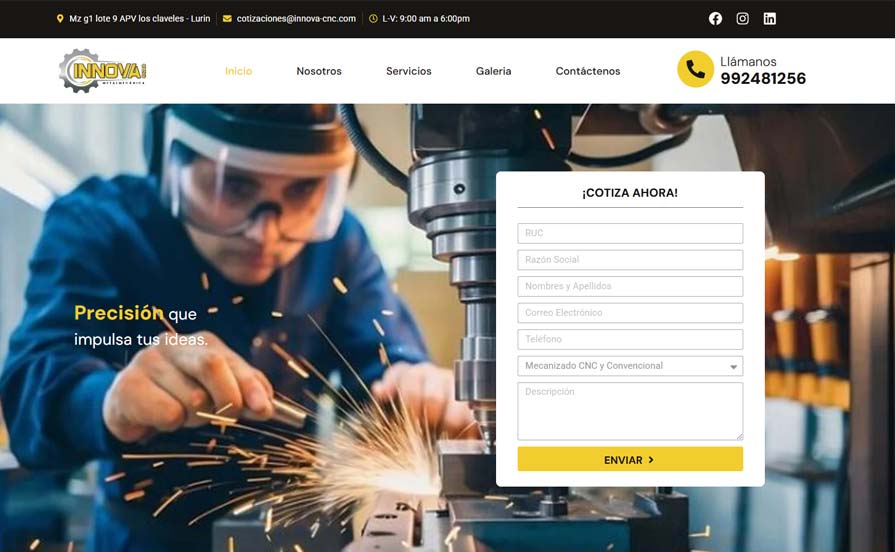 Mz g1 lote 9 APV los claveles - Lurin
cotizaciones@innova-cnc.com
L-V: 9:00 am a 6:00pm
INNOVA
Inicio
Nosotros
Servicios
Galeria
Contáctenos
Llámanos
992481256
¡COTIZA AHORA!
RUC
Razón Social
Nombres y Apellidos
Correo Electrónico
Teléfono
Mecanizado CNC y Convencional
Descripción
ENVIAR
Precisión que
impulsa tus ideas.